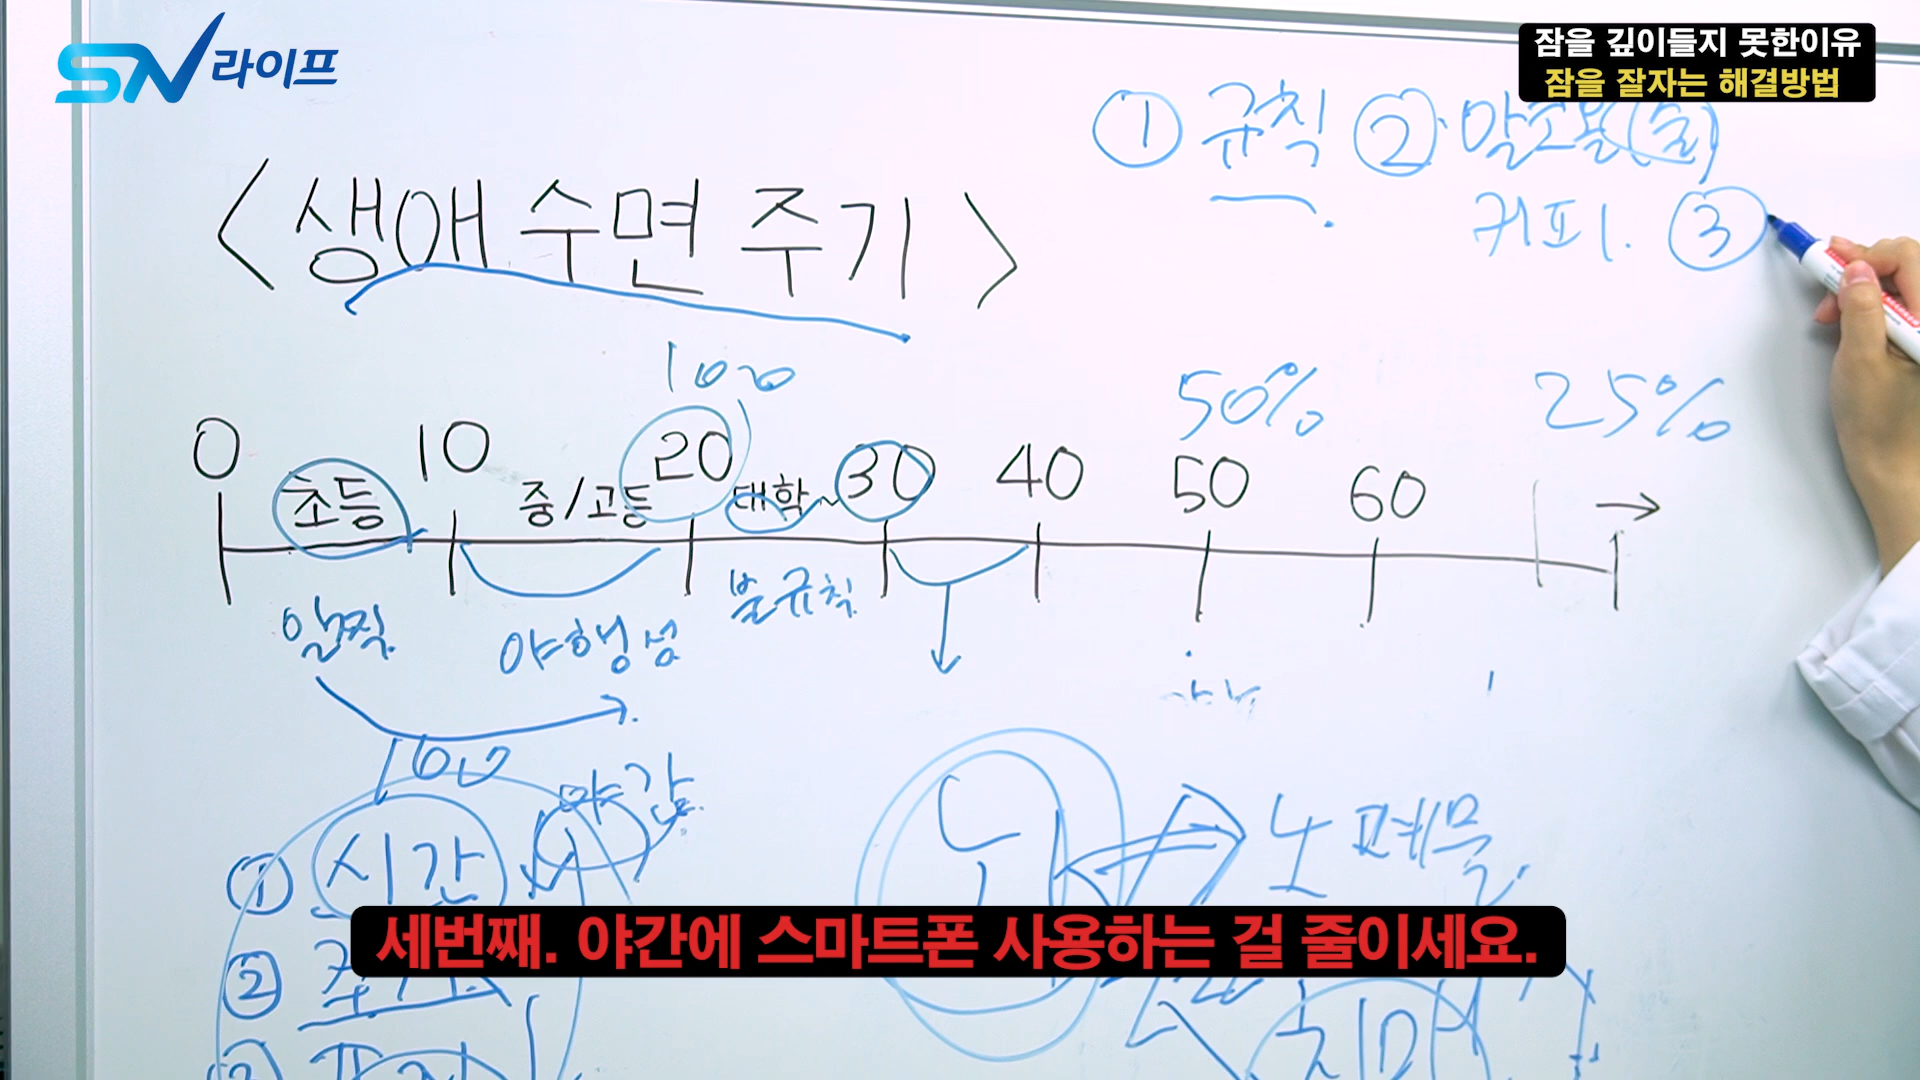 SN라이프
잠을 깊이들지 못한이유
잠을 잘자는 해결방법
① 규칙 ② 알코올(술)
커피. ③
<생애 수면 주기>
100
50% 25%
0 10 20 30 40 50 60 →
초등 중/고등 대학~
일찍 야행성 불규칙
100
야간
① 시간
노폐물
세번째. 야간에 스마트폰 사용하는 걸 줄이세요.
②
치매